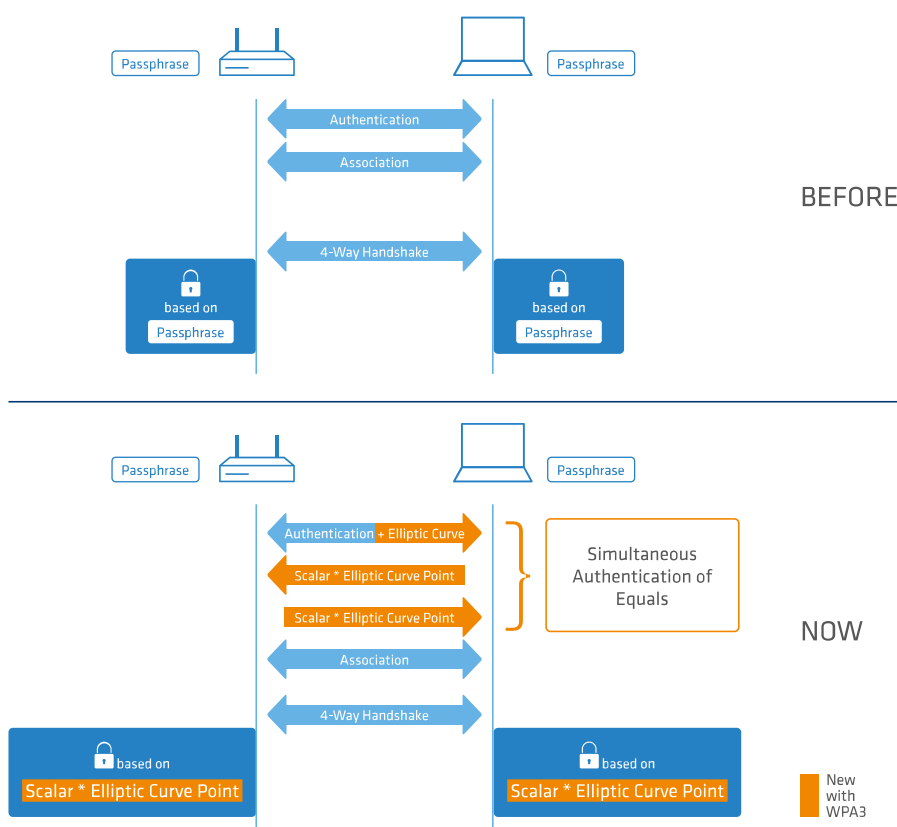 Passphrase
Passphrase
Authentication
Association
BEFORE
4-Way Handshake
based on
Passphrase
based on
Passphrase
Passphrase
Passphrase
Authentication + Elliptic Curve
Scalar * Elliptic Curve Point
Scalar * Elliptic Curve Point
Simultaneous
Authentication of
Equals
NOW
Association
4-Way Handshake
based on
Scalar * Elliptic Curve Point
based on
Scalar * Elliptic Curve Point
New
with
WPA3